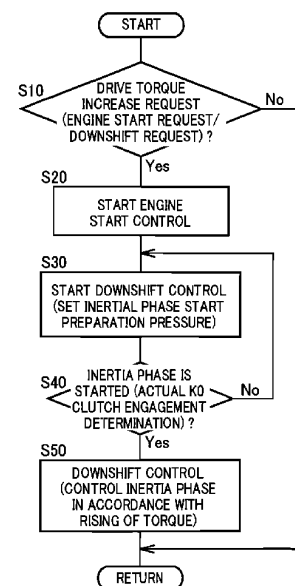 START
S10
DRIVE TORQUE
INCREASE REQUEST
(ENGINE START REQUEST/
DOWNSHIFT REQUEST) ?
No
Yes
S20
START ENGINE
START CONTROL
S30
START DOWNSHIFT CONTROL
(SET INERTIAL PHASE START
PREPARATION PRESSURE)
S40
INERTIA PHASE IS
STARTED (ACTUAL K0
CLUTCH ENGAGEMENT
DETERMINATION) ?
No
Yes
S50
DOWNSHIFT CONTROL
(CONTROL INERTIA PHASE
IN ACCORDANCE WITH
RISING OF TORQUE)
RETURN